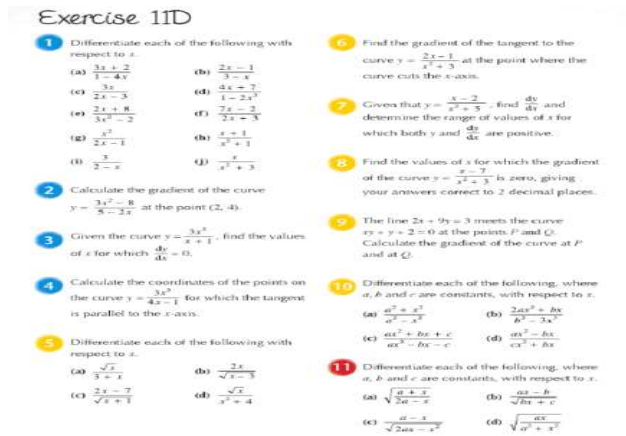 Exercise 11D
1 Differentiate each of the following with
respect to x.
(a) (3x + 2)/(1 − 4x) (b) (2x − 1)/(3 − x)
(c) 3x/(2x − 3) (d) (4x + 7)/(1 − 2x³)
(e) (2x + 8)/(3x² − 2) (f) (7x − 2)/(2x + 3)
(g) x²/(2x − 1) (h) (x + 1)/(x² + 1)
(i) 3/(2 − x) (j) x/(x² + 3)
2 Calculate the gradient of the curve
y = (3x² − 8)/(5 − 2x) at the point (2, 4).
3 Given the curve y = 3x²/(x + 1), find the values
of x for which dy/dx = 0.
4 Calculate the coordinates of the points on
the curve y = 3x²/(4x − 1) for which the tangent
is parallel to the x-axis.
5 Differentiate each of the following with
respect to x.
(a) √x/(3 + x) (b) 2x/√(x − 3)
(c) (2x − 7)/√(x + 1) (d) √x/(x² + 4)
6 Find the gradient of the tangent to the
curve y = (2x − 1)/(x² + 3) at the point where the
curve cuts the x-axis.
7 Given that y = (x − 2)/(x² + 5), find dy/dx and
determine the range of values of x for
which both y and dy/dx are positive.
8 Find the values of x for which the gradient
of the curve y = (x − 7)/(x² + 3) is zero, giving
your answers correct to 2 decimal places.
9 The line 2x + 9y = 3 meets the curve
xy + y + 2 = 0 at the points P and Q.
Calculate the gradient of the curve at P
and at Q.
10 Differentiate each of the following, where
a, b and c are constants, with respect to x.
(a) (a² + x²)/(a² − x²) (b) (2ax² + bx)/(b² − 3x²)
(c) (ax² + bx + c)/(ax² − bx − c) (d) (ax² − bx)/(cx² + bx)
11 Differentiate each of the following, where
a, b and c are constants, with respect to x.
(a) √((a + x)/(2a − x)) (b) (ax − b)/√(bx + c)
(c) (a − x)/√(2ax − x²) (d) √(ax/(a² + x²))